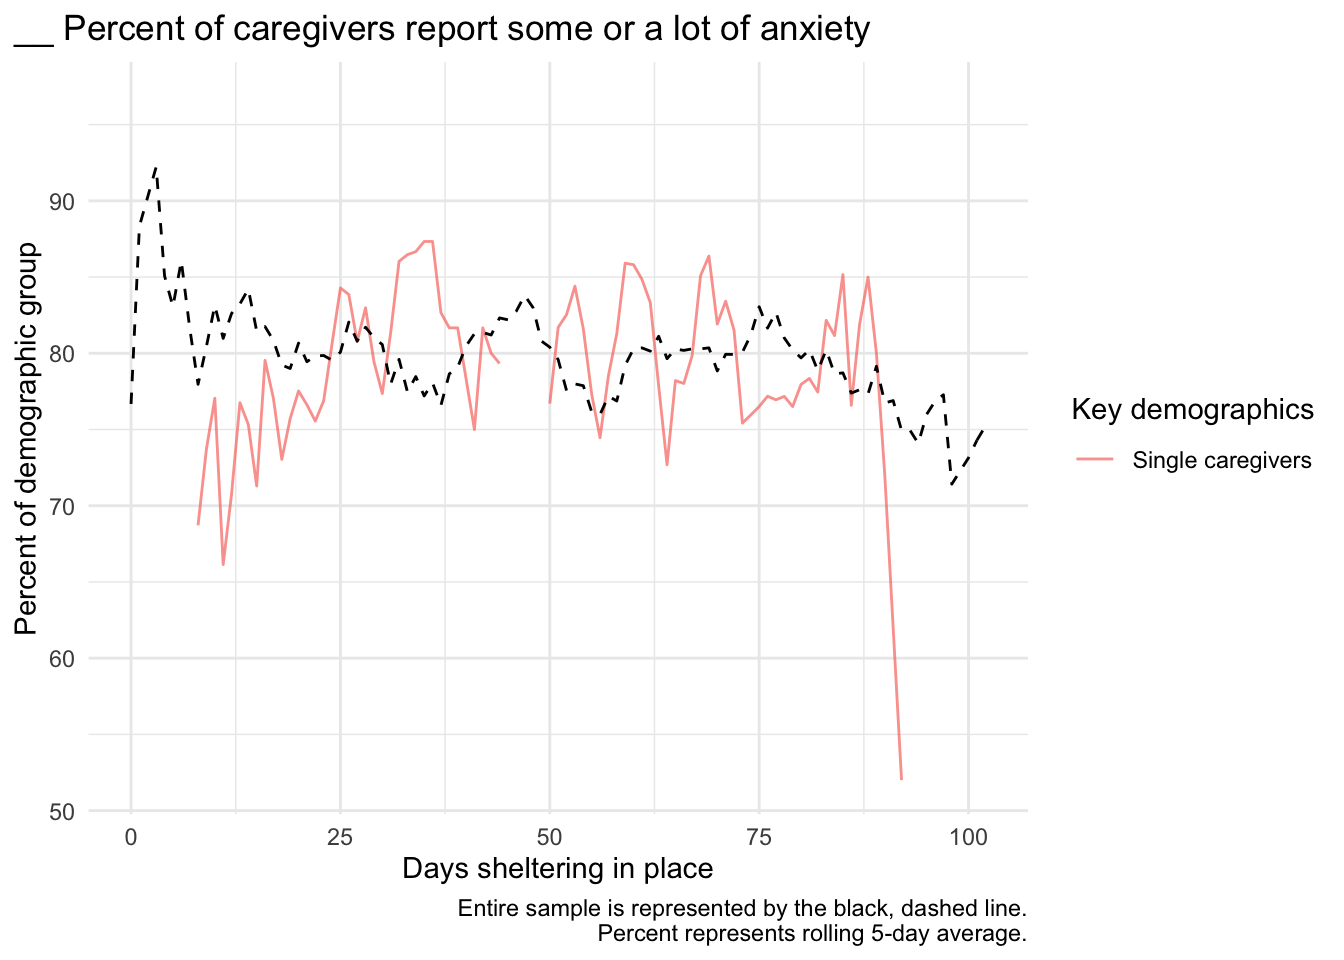 __ Percent of caregivers report some or a lot of anxiety
Percent of demographic group
90
80
70
60
50
0 25 50 75 100
Days sheltering in place
Key demographics
Single caregivers
Entire sample is represented by the black, dashed line.
Percent represents rolling 5-day average.